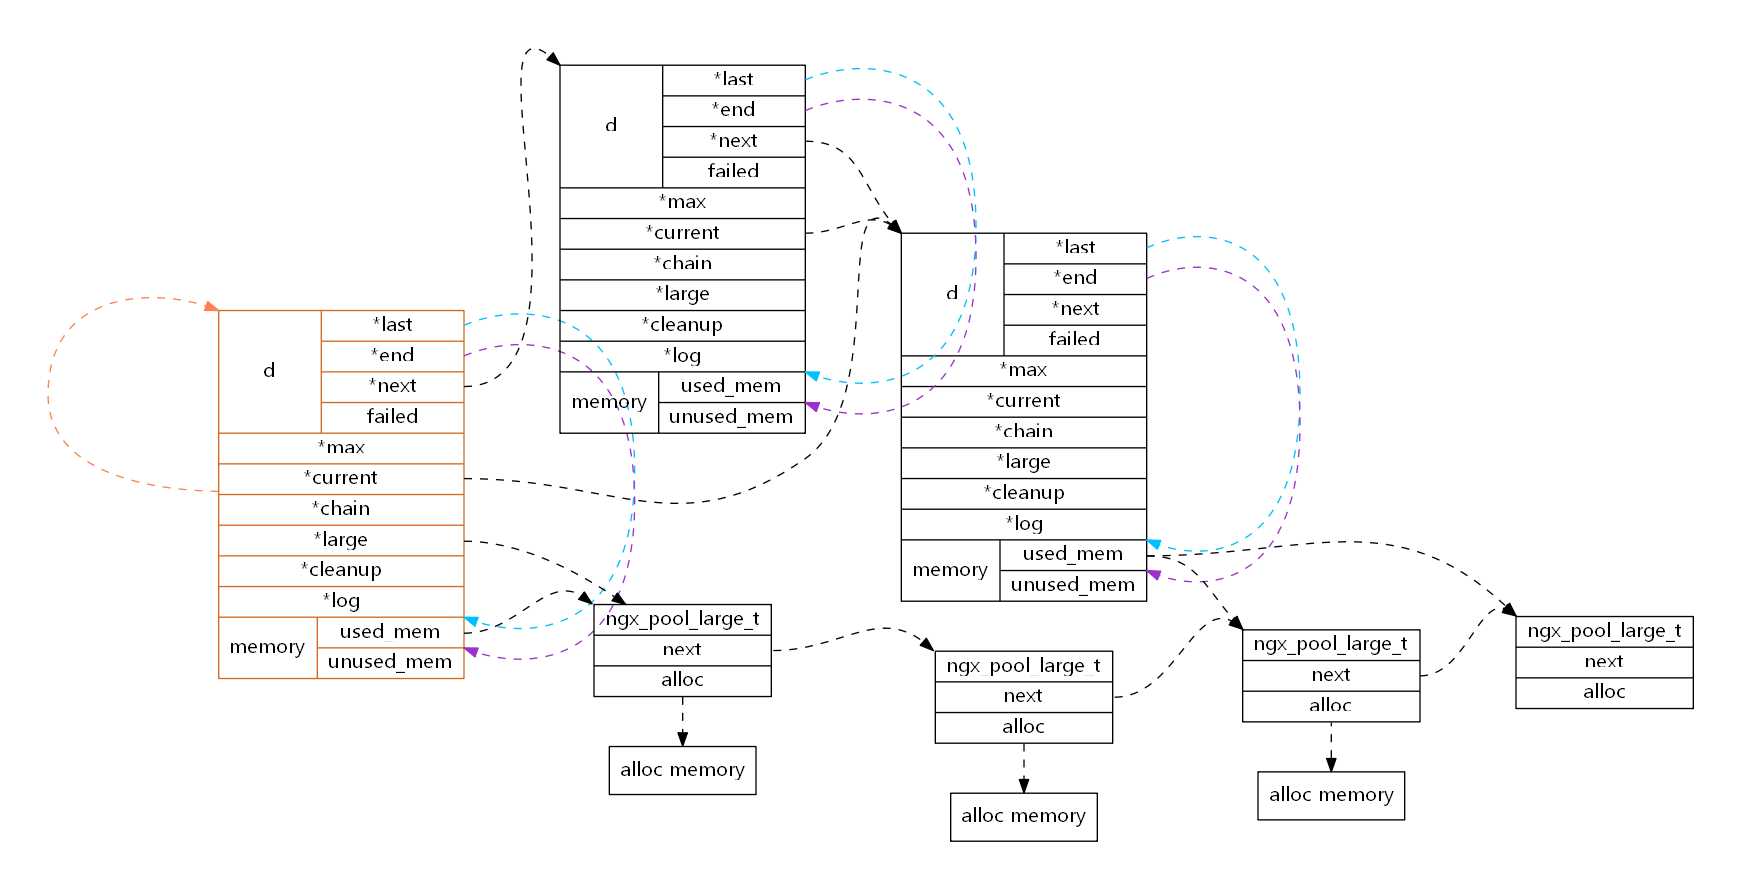 d
*last
*end
*next
failed
*max
*current
*chain
*large
*cleanup
*log
memory
used_mem
unused_mem
d
*last
*end
*next
failed
*max
*current
*chain
*large
*cleanup
*log
memory
used_mem
unused_mem
d
*last
*end
*next
failed
*max
*current
*chain
*large
*cleanup
*log
memory
used_mem
unused_mem
ngx_pool_large_t
next
alloc
alloc memory
ngx_pool_large_t
next
alloc
alloc memory
ngx_pool_large_t
next
alloc
alloc memory
ngx_pool_large_t
next
alloc